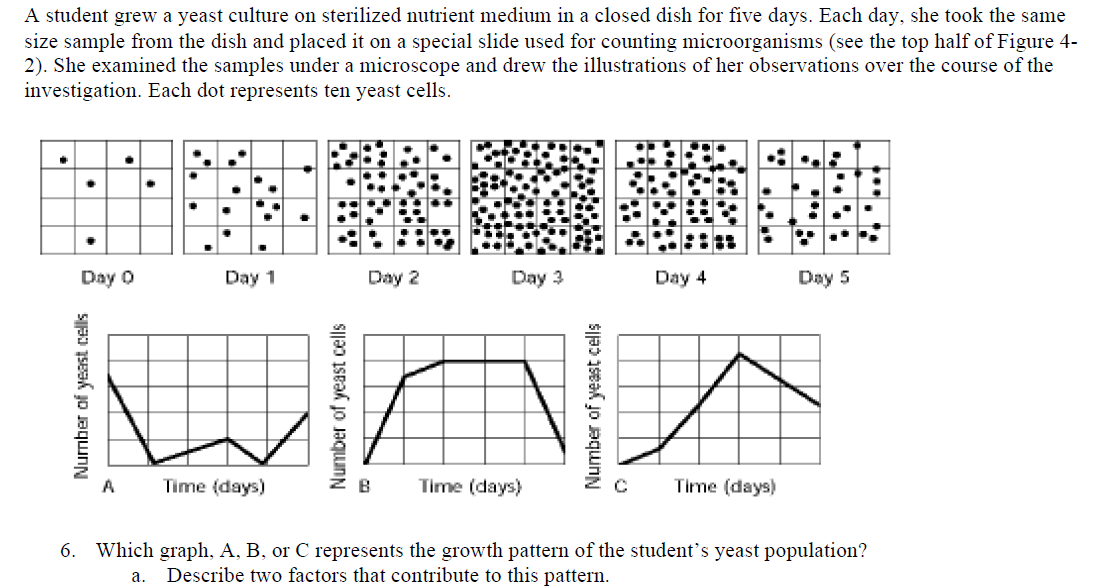 A student grew a yeast culture on sterilized nutrient medium in a closed dish for five days. Each day, she took the same
size sample from the dish and placed it on a special slide used for counting microorganisms (see the top half of Figure 4-
2). She examined the samples under a microscope and drew the illustrations of her observations over the course of the
investigation. Each dot represents ten yeast cells.
Day 0
Day 1
Day 2
Day 3
Day 4
Day 5
Number of yeast cells
A
Time (days)
Number of yeast cells
B
Time (days)
Number of yeast cells
C
Time (days)
6. Which graph, A, B, or C represents the growth pattern of the student's yeast population?
a. Describe two factors that contribute to this pattern.